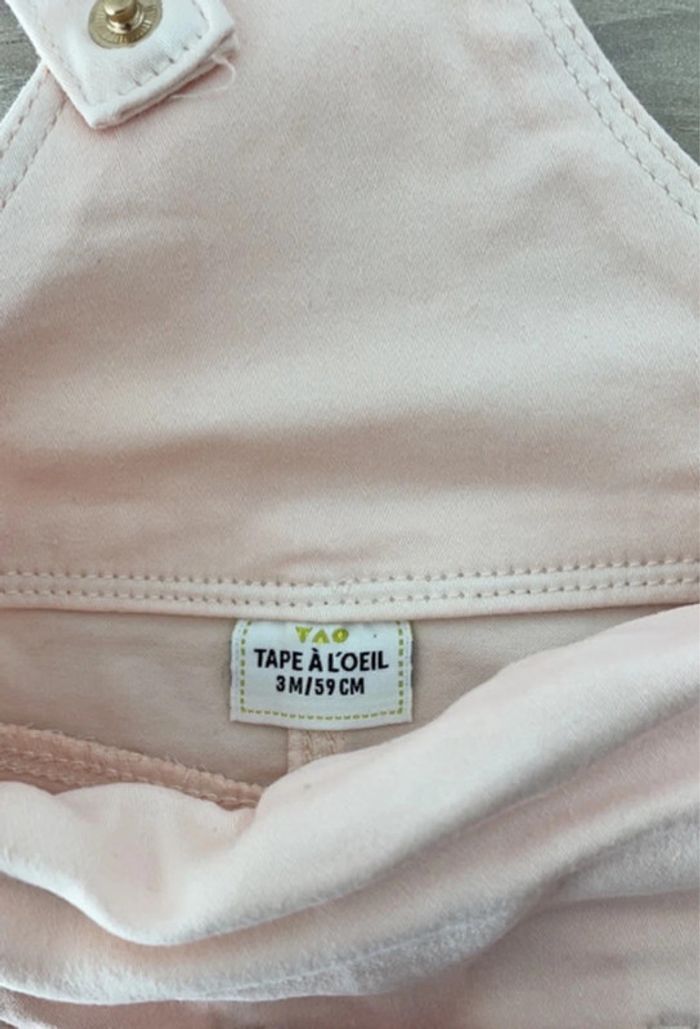 TAO
TAPE À L'OEIL
3M/59CM